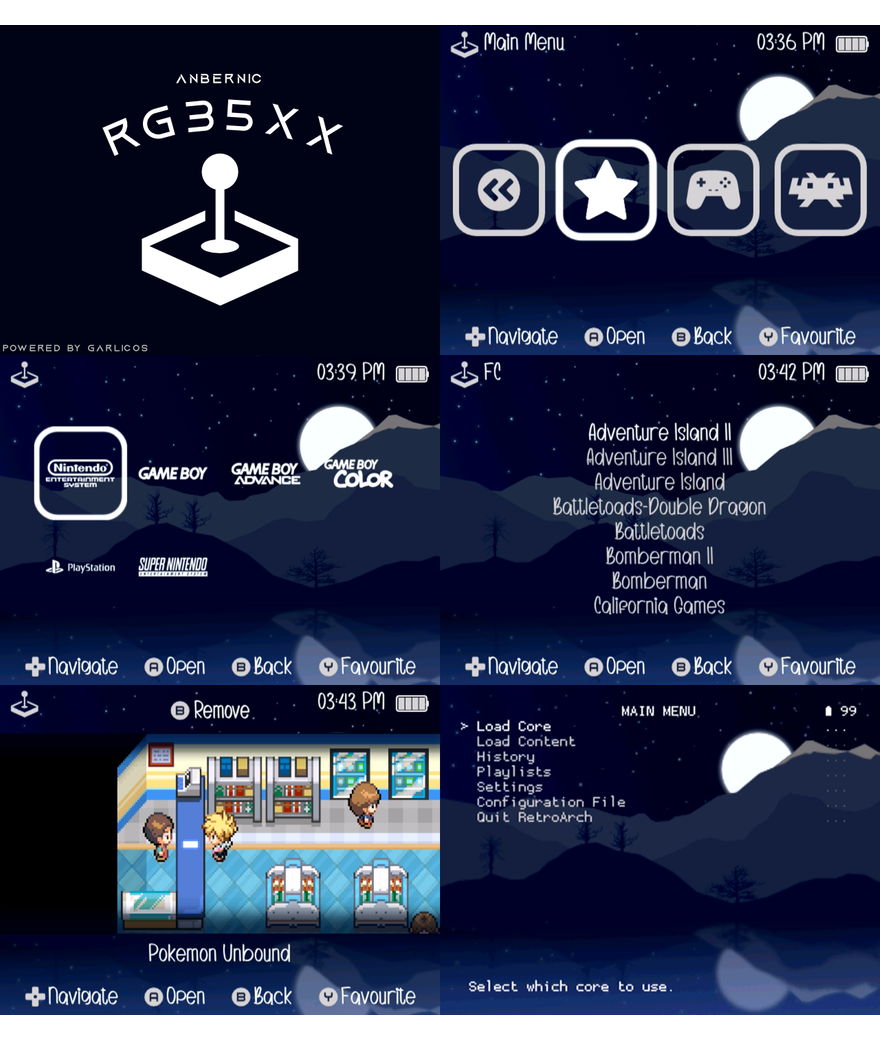 ANBERNIC
RG35XX
POWERED BY GARLICOS
Main Menu 03:36 PM
Navigate A Open B Back Y Favourite
03:39 PM
Nintendo
ENTERTAINMENT
SYSTEM
GAME BOY
GAME BOY
ADVANCE
GAME BOY
COLOR
PlayStation
SUPER NINTENDO
ENTERTAINMENT SYSTEM
Navigate A Open B Back Y Favourite
FC 03:42 PM
Adventure Island II
Adventure Island III
Adventure Island
Battletoads-Double Dragon
Battletoads
Bomberman II
Bomberman
California Games
Navigate A Open B Back Y Favourite
B Remove 03:43 PM
Pokemon Unbound
Navigate A Open B Back Y Favourite
MAIN MENU 99
> Load Core ...
Load Content
History
Playlists
Settings
Configuration File
Quit RetroArch ...
Select which core to use.